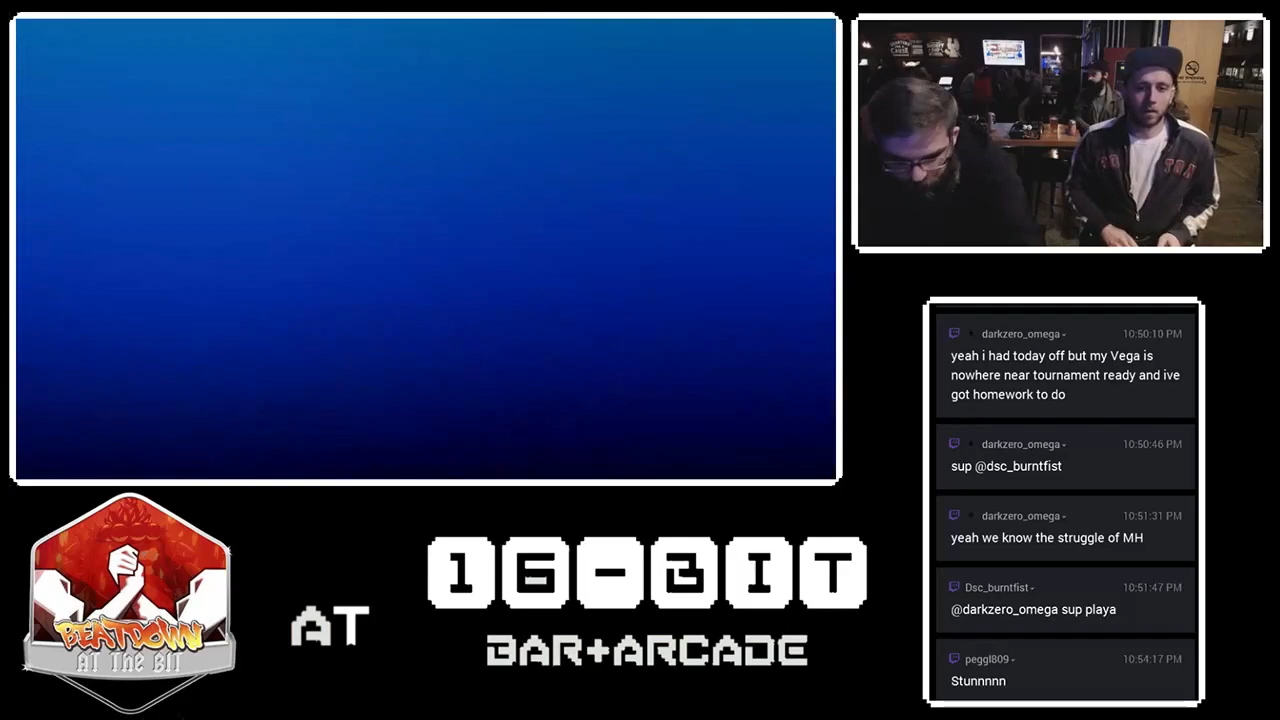 darkzero_omega
10:50:10 PM
yeah i had today off but my Vega is
nowhere near tournament ready and ive
got homework to do
darkzero_omega
10:50:46 PM
sup @dsc_burntfist
darkzero_omega
10:51:31 PM
yeah we know the struggle of MH
Dsc_burntfist
10:51:47 PM
@darkzero_omega sup playa
peggl809
10:54:17 PM
Stunnnnn
BEATDOWN
AT THE BIT
AT
16-BIT
BAR+ARCADE